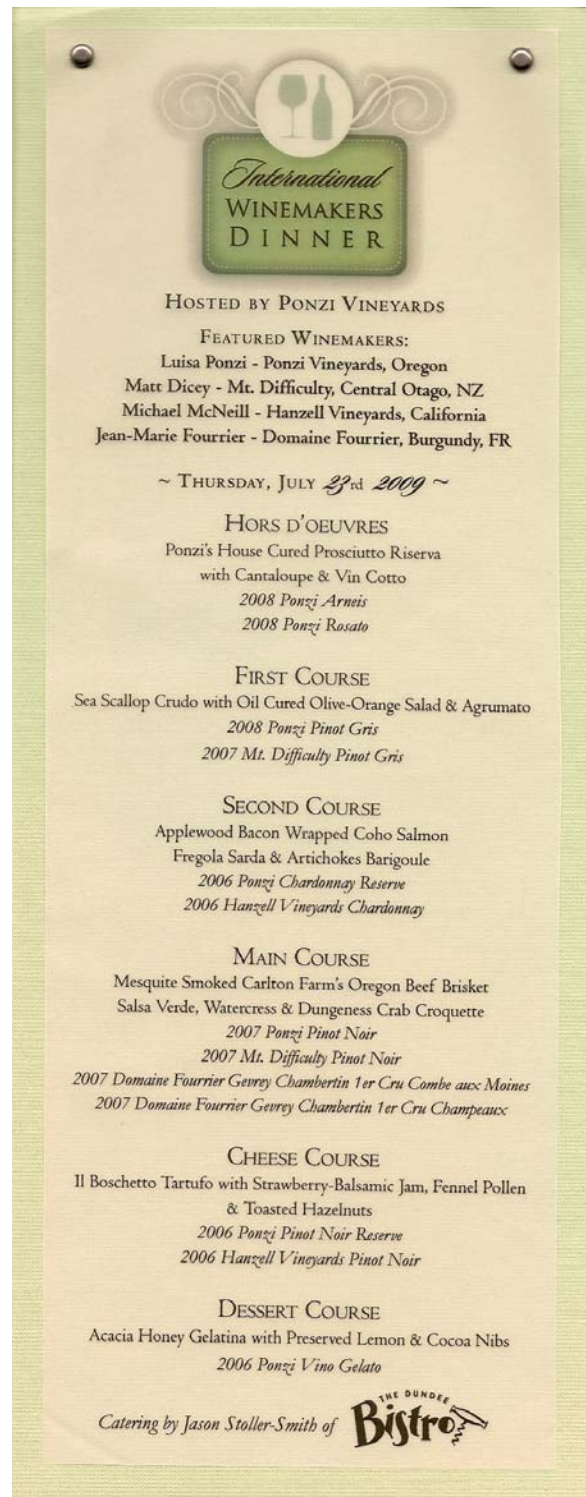 International
WINEMAKERS
DINNER
HOSTED BY PONZI VINEYARDS
FEATURED WINEMAKERS:
Luisa Ponzi - Ponzi Vineyards, Oregon
Matt Dicey - Mt. Difficulty, Central Otago, NZ
Michael McNeill - Hanzell Vineyards, California
Jean-Marie Fourrier - Domaine Fourrier, Burgundy, FR
~ THURSDAY, JULY 23rd 2009 ~
HORS D'OEUVRES
Ponzi's House Cured Prosciutto Riserva
with Cantaloupe & Vin Cotto
2008 Ponzi Arneis
2008 Ponzi Rosato
FIRST COURSE
Sea Scallop Crudo with Oil Cured Olive-Orange Salad & Agrumato
2008 Ponzi Pinot Gris
2007 Mt. Difficulty Pinot Gris
SECOND COURSE
Applewood Bacon Wrapped Coho Salmon
Fregola Sarda & Artichokes Barigoule
2006 Ponzi Chardonnay Reserve
2006 Hanzell Vineyards Chardonnay
MAIN COURSE
Mesquite Smoked Carlton Farm's Oregon Beef Brisket
Salsa Verde, Watercress & Dungeness Crab Croquette
2007 Ponzi Pinot Noir
2007 Mt. Difficulty Pinot Noir
2007 Domaine Fourrier Gevrey Chambertin 1er Cru Combe aux Moines
2007 Domaine Fourrier Gevrey Chambertin 1er Cru Champeaux
CHEESE COURSE
Il Boschetto Tartufo with Strawberry-Balsamic Jam, Fennel Pollen
& Toasted Hazelnuts
2006 Ponzi Pinot Noir Reserve
2006 Hanzell Vineyards Pinot Noir
DESSERT COURSE
Acacia Honey Gelatina with Preserved Lemon & Cocoa Nibs
2006 Ponzi Vino Gelato
Catering by Jason Stoller-Smith of THE DUNDEE Bistro